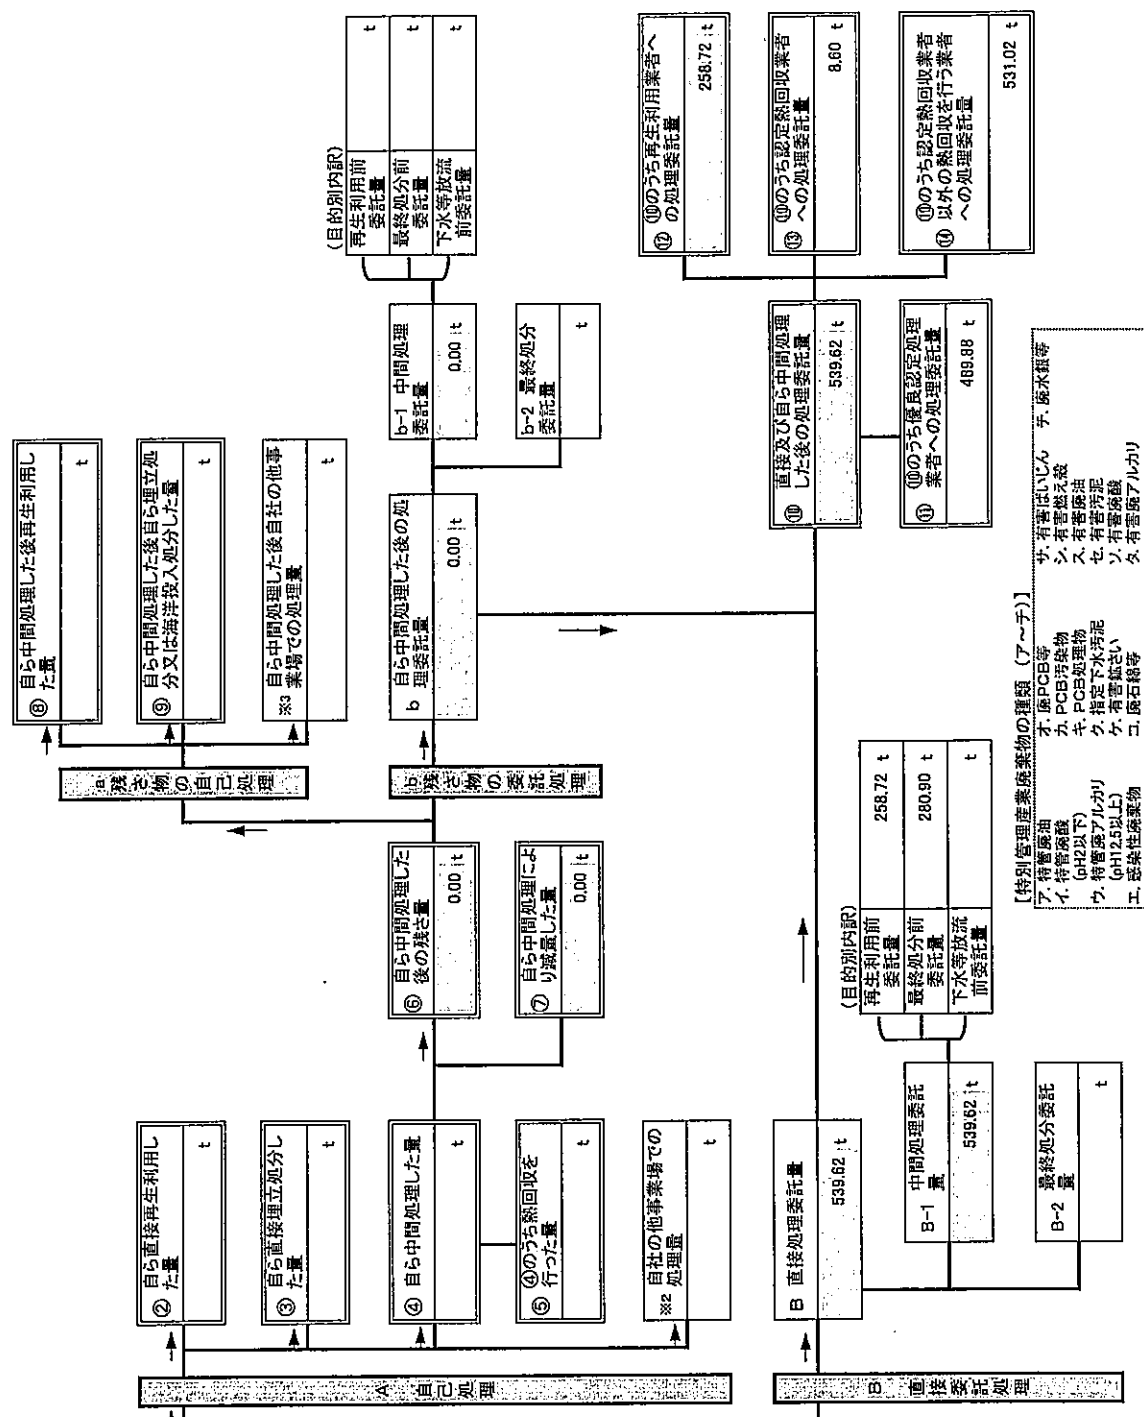 A 自己処理
② 自ら直接再生利用し
た量
t
③ 自ら直接埋立処分し
た量
t
④ 自ら中間処理した量
t
⑤ ④のうち熱回収を
行った量
t
※2 自社の他事業場での
処理量
t
⑥ 自ら中間処理した
後の残さ量
0.00 t
⑦ 自ら中間処理によ
り減量した量
0.00 t
a 残さ物の自己処理
⑧ 自ら中間処理した後再生利用し
た量
t
⑨ 自ら中間処理した後自ら埋立処
分又は海洋投入処分した量
t
※3 自ら中間処理した後自社の他事
業場での処理量
t
b 残さ物の委託処理
b 自ら中間処理した後の処
理委託量
0.00 t
b-1 中間処理
委託量
0.00 t
b-2 最終処分
委託量
t
(目的別内訳)
再生利用前
委託量
t
最終処分前
委託量
t
下水等放流
前委託量
t
B 直接委託処理
B 直接処理委託量
539.62 t
B-1 中間処理委託
量
539.62 t
B-2 最終処分委託
量
t
(目的別内訳)
再生利用前
委託量
258.72 t
最終処分前
委託量
280.90 t
下水等放流
前委託量
t
⑩ 直接及び自ら中間処理
した後の処理委託量
539.62 t
⑪ ⑩のうち優良認定処理
業者への処理委託量
469.88 t
⑫ ⑩のうち再生利用業者へ
の処理委託量
258.72 t
⑬ ⑩のうち認定熱回収業者
への処理委託量
8.60 t
⑭ ⑩のうち認定熱回収業者
以外の熱回収を行う業者
への処理委託量
531.02 t
[特別管理産業廃棄物の種類 (ア~チ)]
ア. 特管廃油
イ. 特管廃酸
(pH2以下)
ウ. 特管廃アルカリ
(pH12.5以上)
エ. 感染性廃棄物
オ. 廃PCB等
カ. PCB汚染物
キ. PCB処理物
ク. 指定下水汚泥
ケ. 有害鉱さい
コ. 廃石綿等
サ. 有害ばいじん
シ. 有害燃え殻
ス. 有害廃油
セ. 有害汚泥
ソ. 有害廃酸
タ. 有害廃アルカリ
チ. 廃水銀等